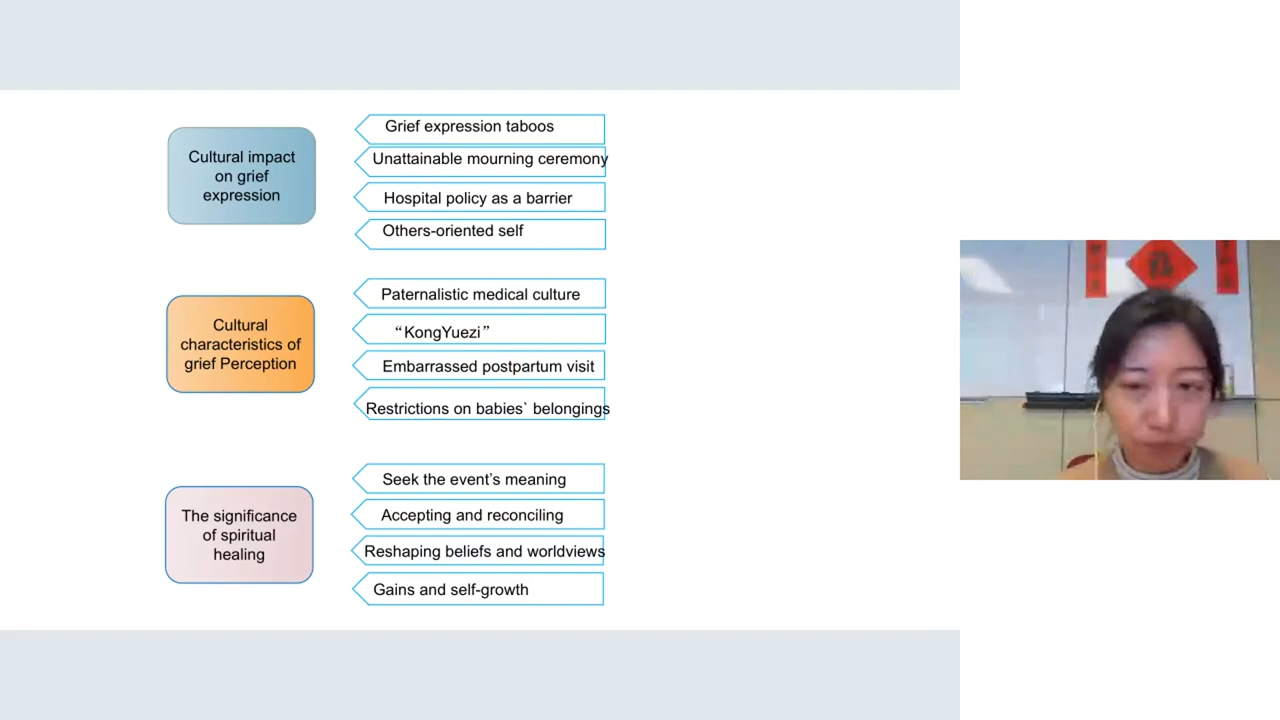 Cultural impact
on grief
expression
Grief expression taboos
Unattainable mourning ceremony
Hospital policy as a barrier
Others-oriented self
Cultural
characteristics of
grief Perception
Paternalistic medical culture
“KongYuezi”
Embarrassed postpartum visit
Restrictions on babies` belongings
The significance
of spiritual
healing
Seek the event’s meaning
Accepting and reconciling
Reshaping beliefs and worldviews
Gains and self-growth